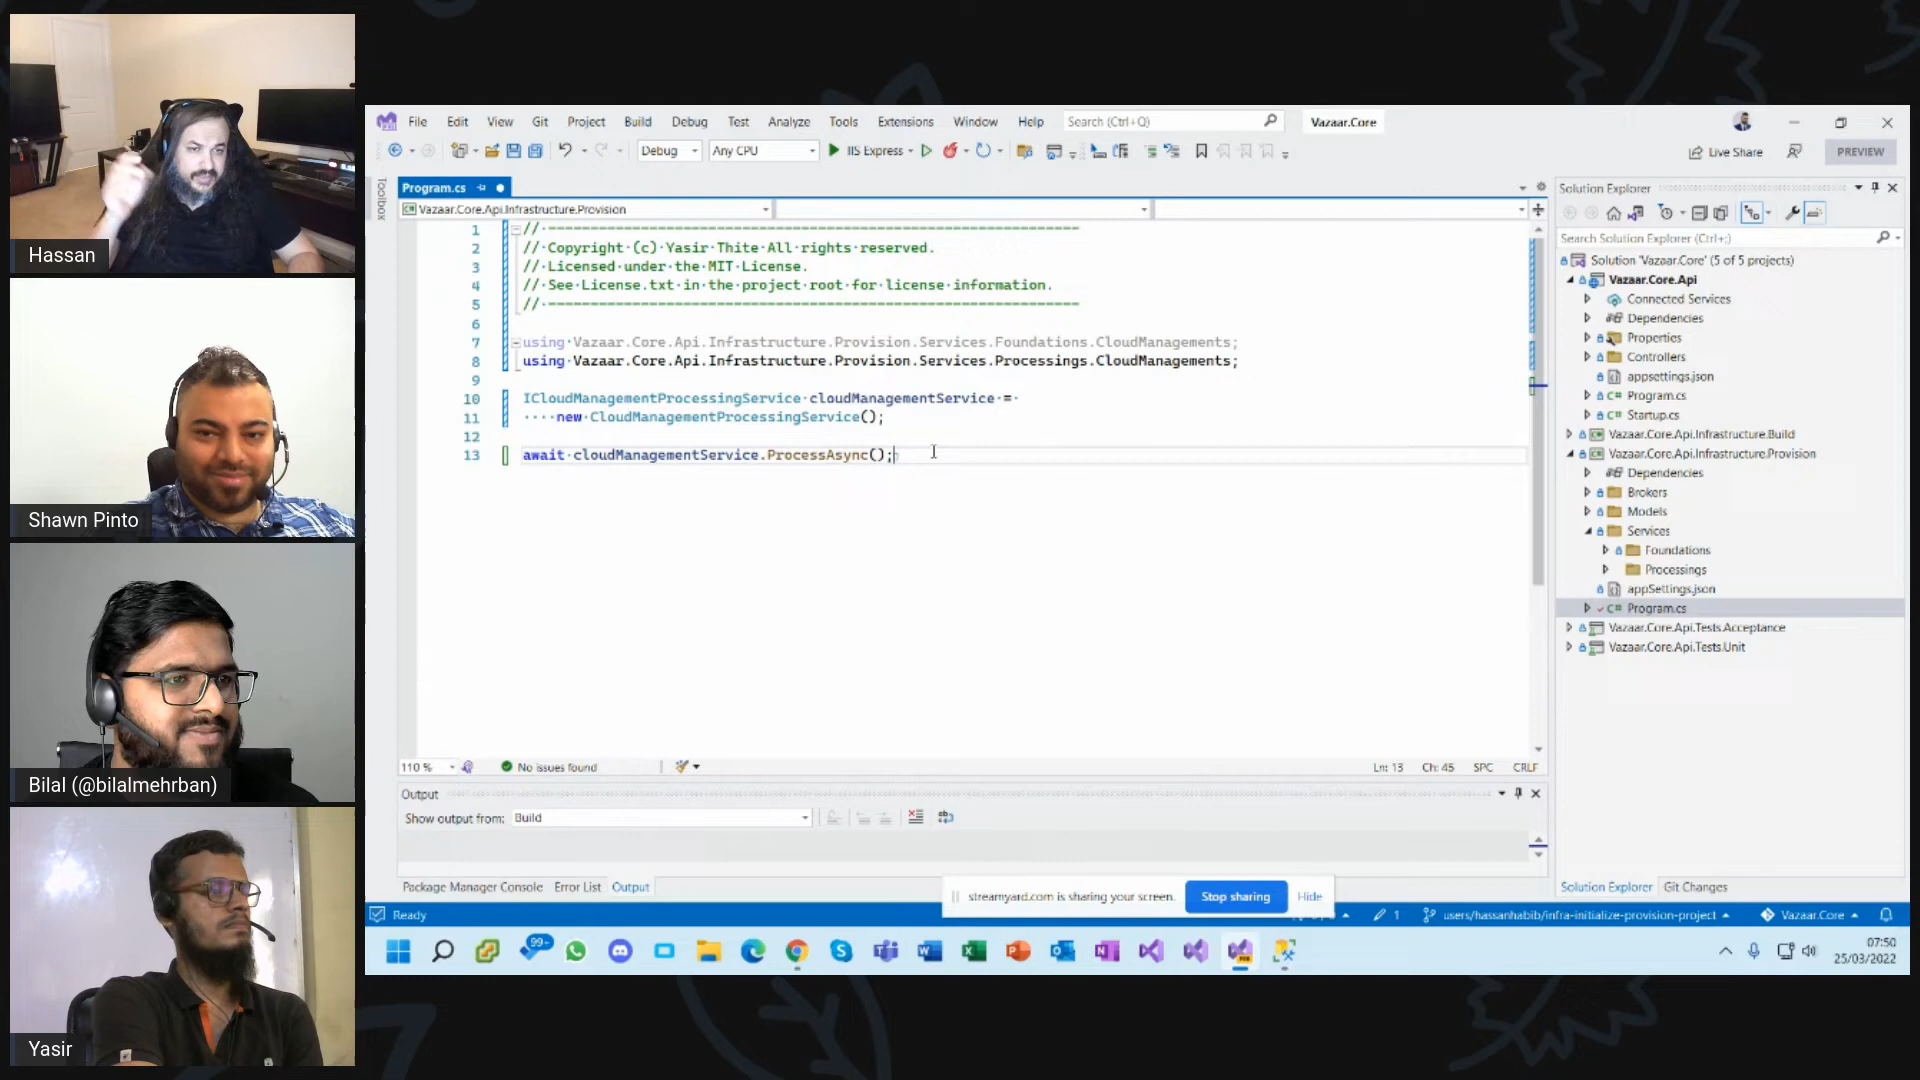 Hassan
Shawn Pinto
Bilal (@bilalmehrban)
Yasir
File Edit View Git Project Build Debug Test Analyze Tools Extensions Window Help Search (Ctrl+Q) Vazaar.Core
Debug Any CPU IIS Express Live Share PREVIEW
Toolbox
Program.cs
Vazaar.Core.Api.Infrastructure.Provision
1 // ---------------------------------------------------------------
2 // Copyright (c) Yasir Thite All rights reserved.
3 // Licensed under the MIT License.
4 // See License.txt in the project root for license information.
5 // ---------------------------------------------------------------
6
7 using Vazaar.Core.Api.Infrastructure.Provision.Services.Foundations.CloudManagements;
8 using Vazaar.Core.Api.Infrastructure.Provision.Services.Processings.CloudManagements;
9
10 ICloudManagementProcessingService cloudManagementService =
11 new CloudManagementProcessingService();
12
13 await cloudManagementService.ProcessAsync();
110 % No issues found Ln: 13 Ch: 45 SPC CRLF
Output
Show output from: Build
Package Manager Console Error List Output
Solution Explorer
Search Solution Explorer (Ctrl+;)
Solution 'Vazaar.Core' (5 of 5 projects)
Vazaar.Core.Api
Connected Services
Dependencies
Properties
Controllers
appsettings.json
C# Program.cs
C# Startup.cs
Vazaar.Core.Api.Infrastructure.Build
Vazaar.Core.Api.Infrastructure.Provision
Dependencies
Brokers
Models
Services
Foundations
Processings
appSettings.json
C# Program.cs
Vazaar.Core.Api.Tests.Acceptance
Vazaar.Core.Api.Tests.Unit
Solution Explorer Git Changes
streamyard.com is sharing your screen. Stop sharing Hide
Ready 1 users/hassanhabib/infra-initialize-provision-project Vazaar.Core
99+
07:50
25/03/2022